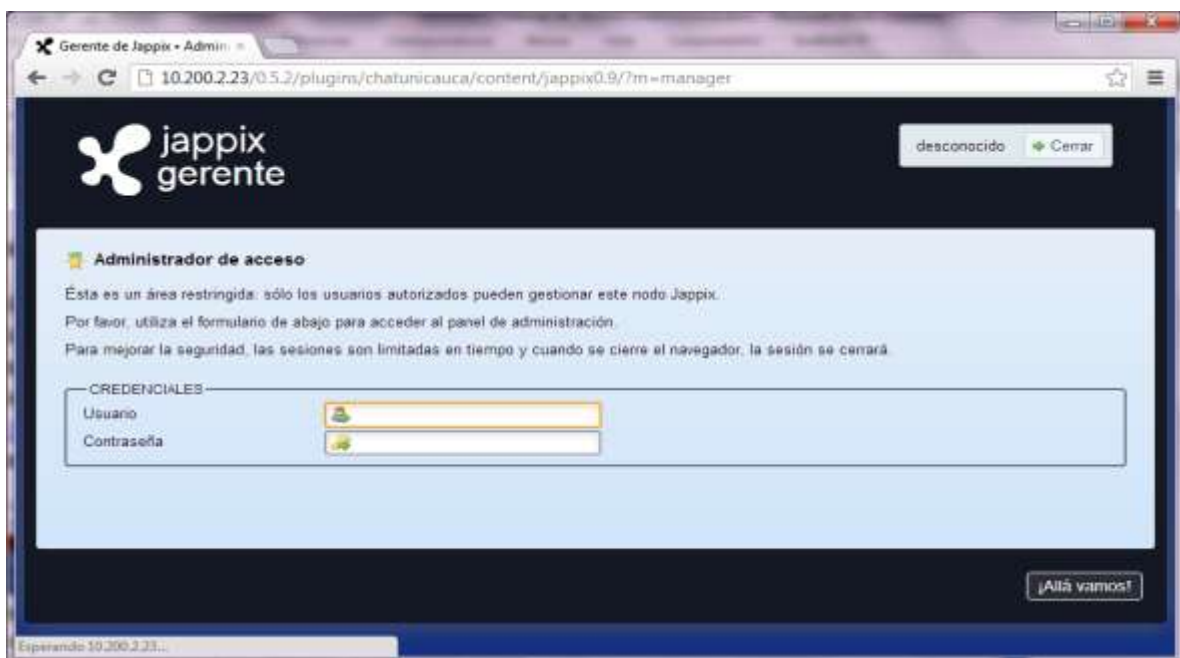 Gerente de Jappix • Admin
10.200.2.23/0.5.2/plugins/chatunicauca/content/jappix0.9/?m=manager
jappix
gerente
desconocido
Cerrar
Administrador de acceso
Ésta es un área restringida: sólo los usuarios autorizados pueden gestionar este nodo Jappix.
Por favor, utiliza el formulario de abajo para acceder al panel de administración.
Para mejorar la seguridad, las sesiones son limitadas en tiempo y cuando se cierre el navegador, la sesión se cerrará.
CREDENCIALES
Usuario
Contraseña
¡Allá vamos!
Esperando 10.200.2.23...